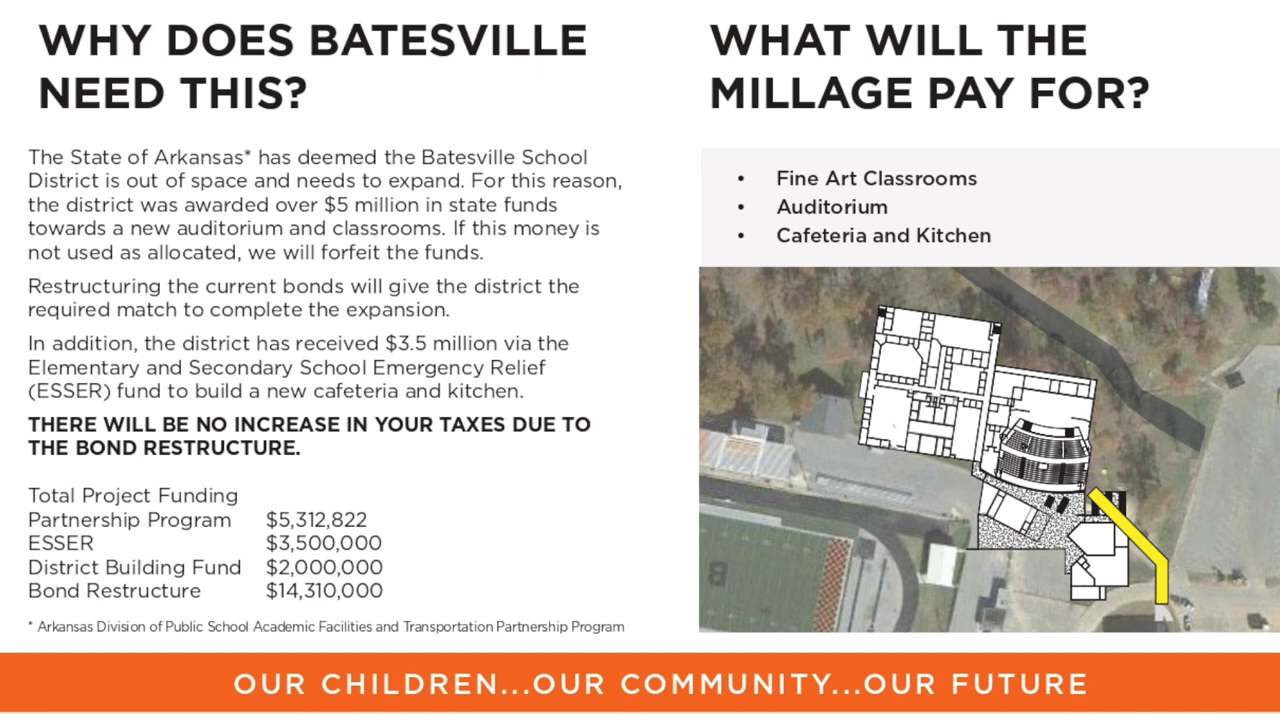 WHY DOES BATESVILLE
NEED THIS?
The State of Arkansas* has deemed the Batesville School
District is out of space and needs to expand. For this reason,
the district was awarded over $5 million in state funds
towards a new auditorium and classrooms. If this money is
not used as allocated, we will forfeit the funds.
Restructuring the current bonds will give the district the
required match to complete the expansion.
In addition, the district has received $3.5 million via the
Elementary and Secondary School Emergency Relief
(ESSER) fund to build a new cafeteria and kitchen.
THERE WILL BE NO INCREASE IN YOUR TAXES DUE TO
THE BOND RESTRUCTURE.
Total Project Funding
Partnership Program $5,312,822
ESSER $3,500,000
District Building Fund $2,000,000
Bond Restructure $14,310,000
* Arkansas Division of Public School Academic Facilities and Transportation Partnership Program
WHAT WILL THE
MILLAGE PAY FOR?
• Fine Art Classrooms
• Auditorium
• Cafeteria and Kitchen
B
OUR CHILDREN...OUR COMMUNITY...OUR FUTURE